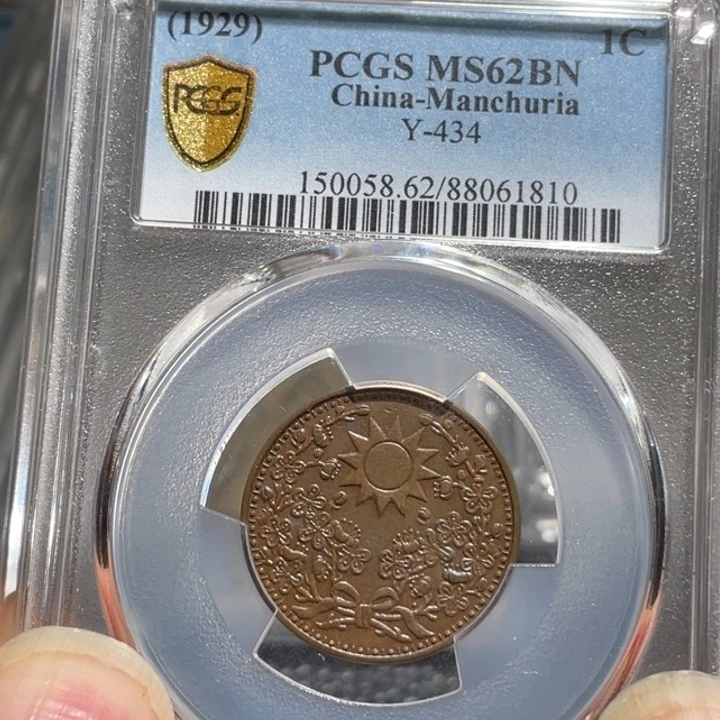 (1929) 1C
PCGS PCGS MS62BN
China-Manchuria
Y-434
150058.62/88061810